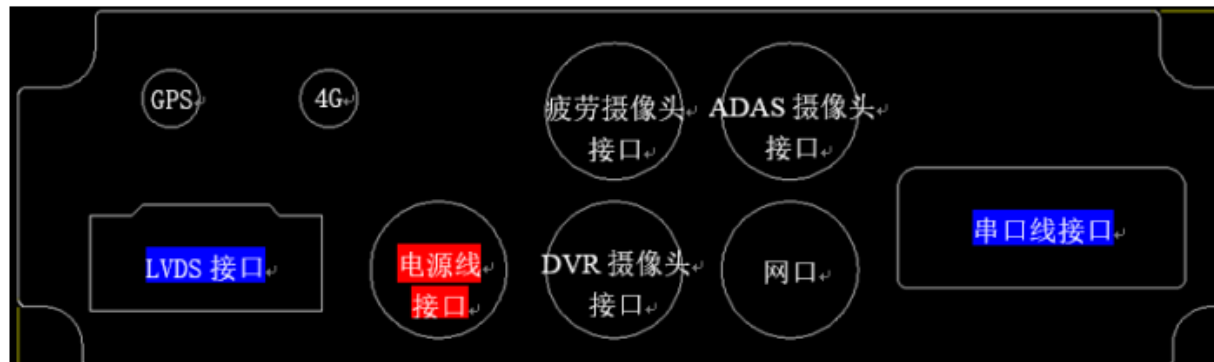 GPS
4G
疲劳摄像头
接口
ADAS 摄像头
接口
LVDS 接口
电源线
接口
DVR 摄像头
接口
网口
串口线接口